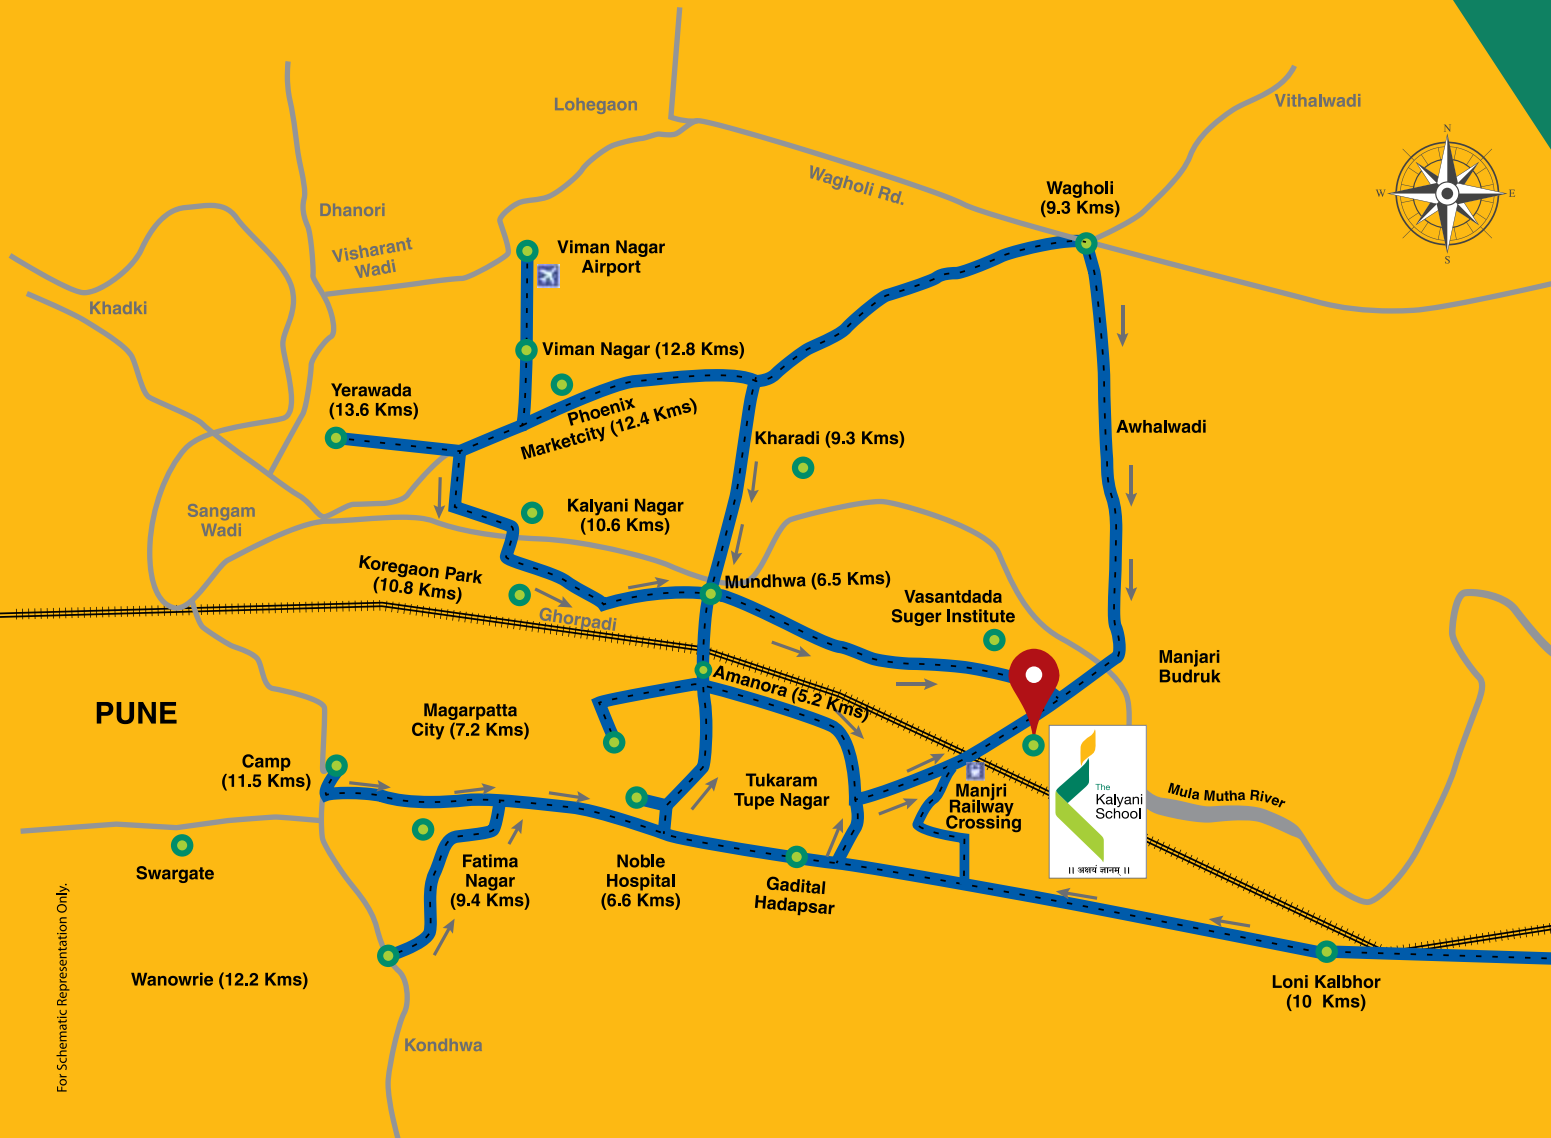 Lohegaon
Vithalwadi
N
W
E
S
Wagholi Rd.
Wagholi
(9.3 Kms)
Dhanori
Visharant
Wadi
Viman Nagar
Airport
Khadki
Viman Nagar (12.8 Kms)
Yerawada
(13.6 Kms)
Phoenix
Marketcity (12.4 Kms)
Kharadi (9.3 Kms)
Awhalwadi
Sangam
Wadi
Kalyani Nagar
(10.6 Kms)
Koregaon Park
(10.8 Kms)
Ghorpadi
Mundhwa (6.5 Kms)
Vasantdada
Suger Institute
Manjari
Budruk
PUNE
Magarpatta
City (7.2 Kms)
Amanora (5.2 Kms)
Camp
(11.5 Kms)
Tukaram
Tupe Nagar
Manjri
Railway
Crossing
The
Kalyani
School
|| अक्षयं ज्ञानम् ||
Mula Mutha River
Swargate
Fatima
Nagar
(9.4 Kms)
Noble
Hospital
(6.6 Kms)
Gadital
Hadapsar
Wanowrie (12.2 Kms)
Loni Kalbhor
(10 Kms)
Kondhwa
For Schematic Representation Only.